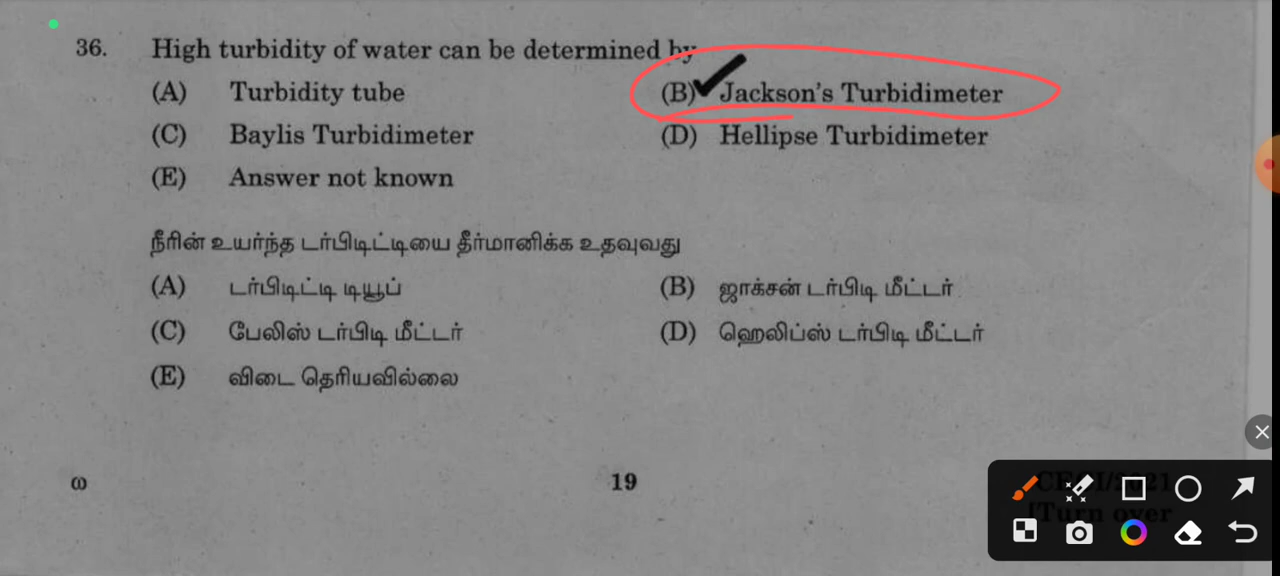 36. High turbidity of water can be determined by
(A) Turbidity tube (B) Jackson's Turbidimeter
(C) Baylis Turbidimeter (D) Hellipse Turbidimeter
(E) Answer not known
நீரின் உயர்ந்த டர்பிடிட்டியை தீர்மானிக்க உதவுவது
(A) டர்பிடிட்டி டியூப் (B) ஜாக்சன் டர்பிடி மீட்டர்
(C) பேலிஸ் டர்பிடி மீட்டர் (D) ஹெலிப்ஸ் டர்பிடி மீட்டர்
(E) விடை தெரியவில்லை
19
Turn over